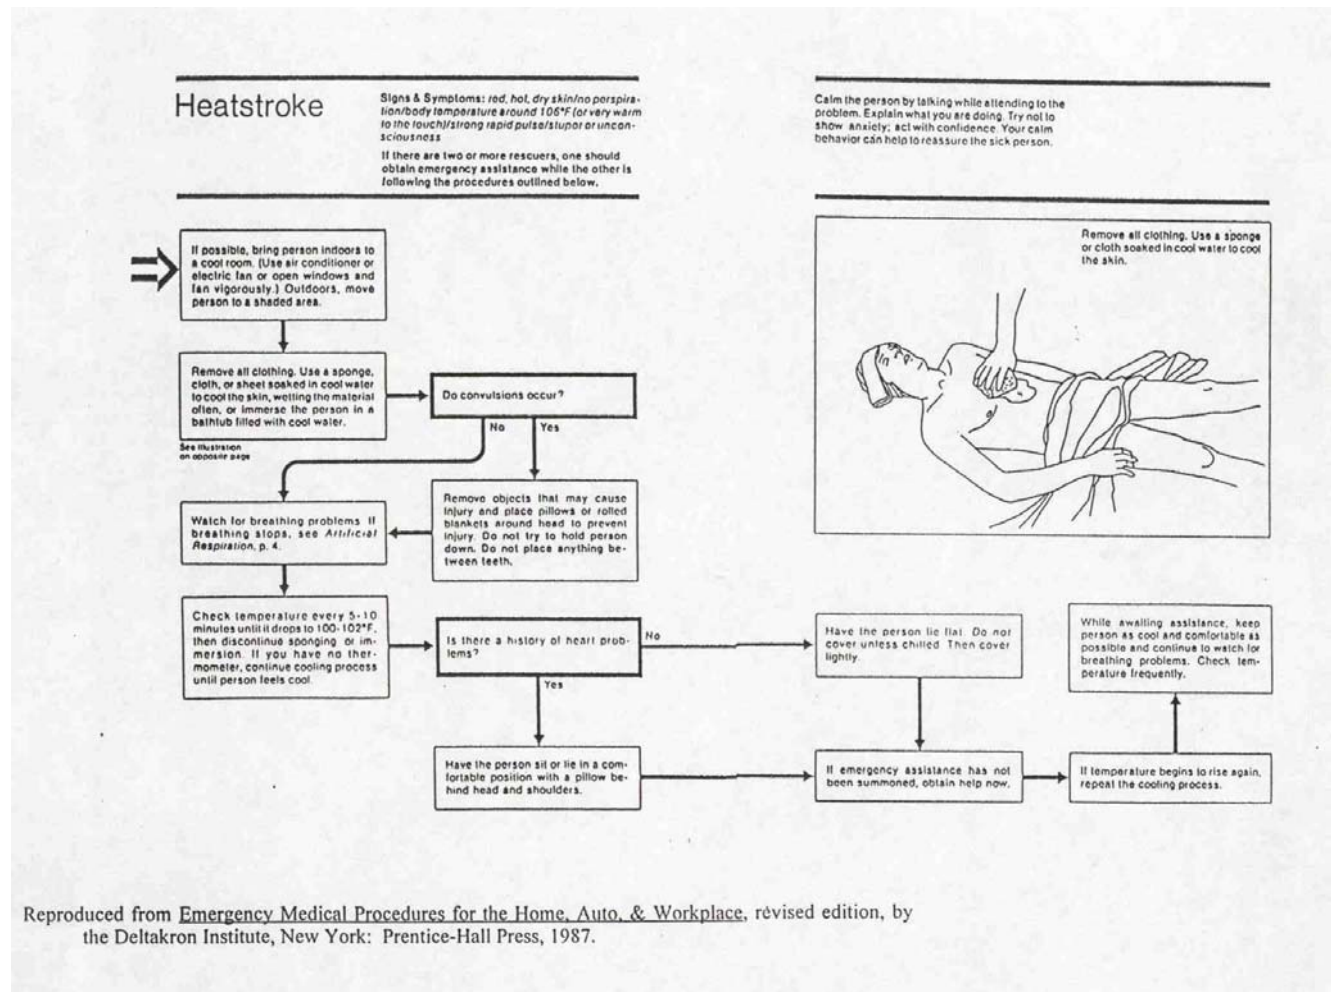 Heatstroke
Signs & Symptoms: red, hot, dry skin/no perspira-
tion/body temperature around 106°F (or very warm
to the touch)/strong rapid pulse/stupor or uncon-
sciousness
If there are two or more rescuers, one should
obtain emergency assistance while the other is
following the procedures outlined below.
Calm the person by talking while attending to the
problem. Explain what you are doing. Try not to
show anxiety; act with confidence. Your calm
behavior can help to reassure the sick person.
If possible, bring person indoors to
a cool room. (Use air conditioner or
electric fan or open windows and
fan vigorously.) Outdoors, move
person to a shaded area.
Remove all clothing. Use a sponge,
cloth, or sheet soaked in cool water
to cool the skin, wetting the material
often, or immerse the person in a
bathtub filled with cool water.
See illustration
on opposite page
Do convulsions occur?
No
Yes
Remove objects that may cause
injury and place pillows or rolled
blankets around head to prevent
injury. Do not try to hold person
down. Do not place anything be-
tween teeth.
Watch for breathing problems. If
breathing stops, see Artificial
Respiration, p. 4.
Check temperature every 5-10
minutes until it drops to 100-102°F,
then discontinue sponging or im-
mersion. If you have no ther-
mometer, continue cooling process
until person feels cool.
Is there a history of heart prob-
lems?
No
Yes
Have the person sit or lie in a com-
fortable position with a pillow be-
hind head and shoulders.
Remove all clothing. Use a sponge
or cloth soaked in cool water to cool
the skin.
Have the person lie flat. Do not
cover unless chilled. Then cover
lightly.
If emergency assistance has not
been summoned, obtain help now.
If temperature begins to rise again,
repeat the cooling process.
While awaiting assistance, keep
person as cool and comfortable as
possible and continue to watch for
breathing problems. Check tem-
perature frequently.
Reproduced from Emergency Medical Procedures for the Home, Auto, & Workplace, revised edition, by
the Deltakron Institute, New York: Prentice-Hall Press, 1987.